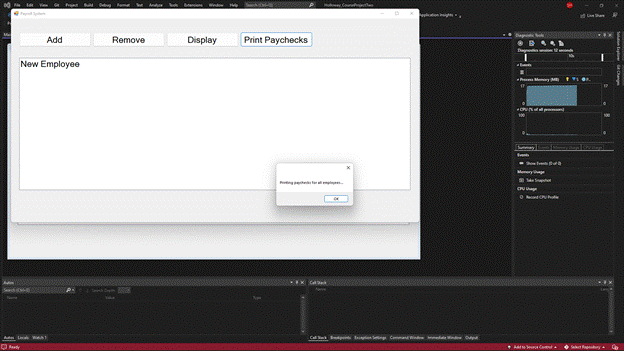 File Edit View Git Project Build Debug Format Test Analyze Tools Extensions Window Help Search (Ctrl+Q) Holloway_CourseProjectTwo
Payroll System
Application Insights
Live Share
Add Remove Display Print Paychecks
New Employee
Printing paychecks for all employees...
OK
Diagnostic Tools
Diagnostics session: 12 seconds
10s
Events
Process Memory (MB)
17 17
0 0
CPU (% of all processors)
100 100
0 0
Summary Events Memory Usage CPU Usage
Events
Show Events (0 of 0)
Memory Usage
Take Snapshot
CPU Usage
Record CPU Profile
Solution Explorer
Git Changes
Autos
Search (Ctrl+E) Search Depth:
Name Value Type
Autos Locals Watch 1
Call Stack
Name Lang
Call Stack Breakpoints Exception Settings Command Window Immediate Window Output
Ready
Add to Source Control Select Repository